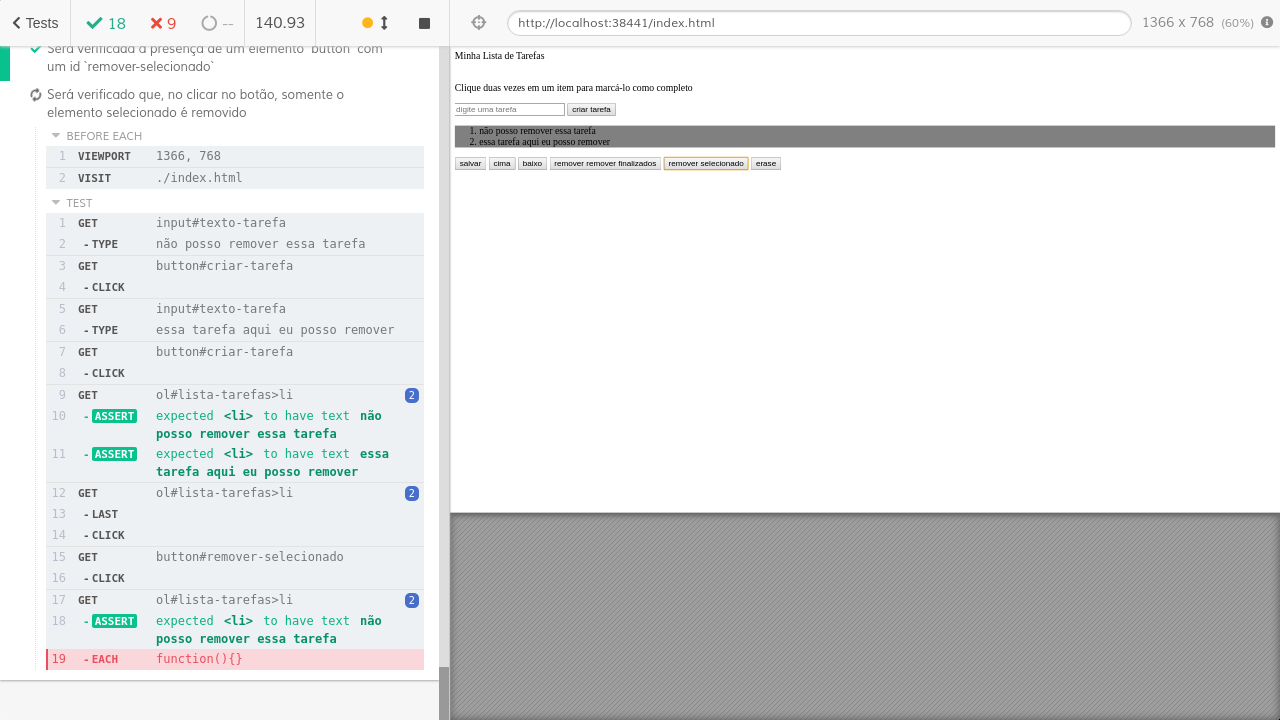 Tests 18 9 -- 140.93
Será verificada a presença de um elemento `button` com
um id `remover-selecionado`
Será verificado que, no clicar no botão, somente o
elemento selecionado é removido
BEFORE EACH
1 VIEWPORT 1366, 768
2 VISIT ./index.html
TEST
1 GET input#texto-tarefa
2 -TYPE não posso remover essa tarefa
3 GET button#criar-tarefa
4 -CLICK
5 GET input#texto-tarefa
6 -TYPE essa tarefa aqui eu posso remover
7 GET button#criar-tarefa
8 -CLICK
9 GET ol#lista-tarefas>li 2
10 -ASSERT expected <li> to have text não
posso remover essa tarefa
11 -ASSERT expected <li> to have text essa
tarefa aqui eu posso remover
12 GET ol#lista-tarefas>li 2
13 -LAST
14 -CLICK
15 GET button#remover-selecionado
16 -CLICK
17 GET ol#lista-tarefas>li 2
18 -ASSERT expected <li> to have text não
posso remover essa tarefa
19 -EACH function(){}
http://localhost:38441/index.html 1366 x 768 (60%)
Minha Lista de Tarefas
Clique duas vezes em um item para marcá-lo como completo
digite uma tarefa criar tarefa
1. não posso remover essa tarefa
2. essa tarefa aqui eu posso remover
salvar cima baixo remover remover finalizados remover selecionado erase